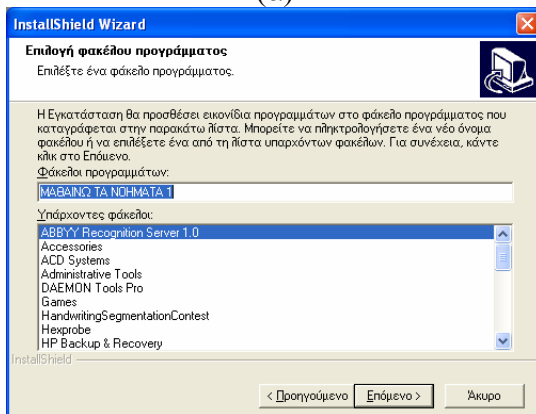 InstallShield Wizard
Επιλογή φακέλου προγράμματος
Επιλέξτε ένα φάκελο προγράμματος.
Η Εγκατάσταση θα προσθέσει εικονίδια προγραμμάτων στο φάκελο προγράμματος που
καταγράφεται στην παρακάτω λίστα. Μπορείτε να πληκτρολογήσετε ένα νέο όνομα
φακέλου ή να επιλέξετε ένα από τη λίστα υπαρχόντων φακέλων. Για συνέχεια, κάντε
κλικ στο Επόμενο.
Φάκελοι προγραμμάτων:
ΜΑΘΑΙΝΩ ΤΑ ΝΟΗΜΑΤΑ 1
Υπάρχοντες φάκελοι:
ABBYY Recognition Server 1.0
Accessories
ACD Systems
Administrative Tools
DAEMON Tools Pro
Games
HandwritingSegmentationContest
Hexprobe
HP Backup & Recovery
InstallShield
< Προηγούμενο Επόμενο > Άκυρο